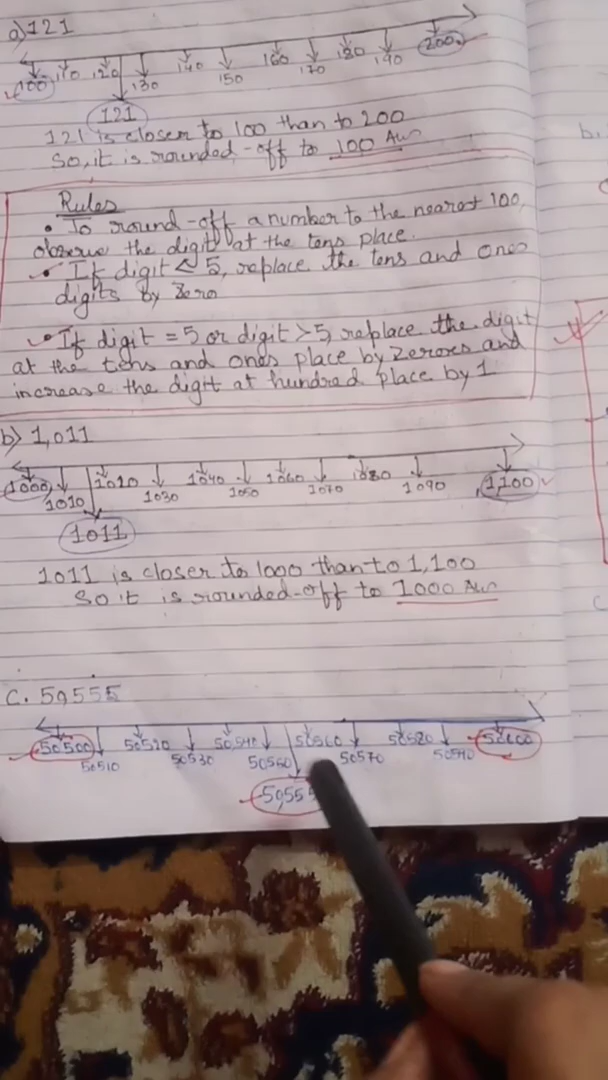 a) 121
100 110 120 130 140 150 160 170 180 190 200
121
121 is closer to 100 than to 200
So, it is rounded-off to 100 Ans
Rules
• To round-off a number to the nearest 100,
observe the digit at the tens place.
• If digit < 5, replace the tens and ones
digits by Zero
• If digit = 5 or digit > 5, replace the digit
at the tens and ones place by Zeroes and
increase the digit at hundred place by 1
b) 1,011
1000 1010 1020 1030 1040 1050 1060 1070 1080 1090 1,100
1011
1011 is closer to 1000 than to 1,100
So it is rounded-off to 1000 Ans
C. 50,555
50500 50510 50520 50530 50540 50560 50570
5055
b.
C